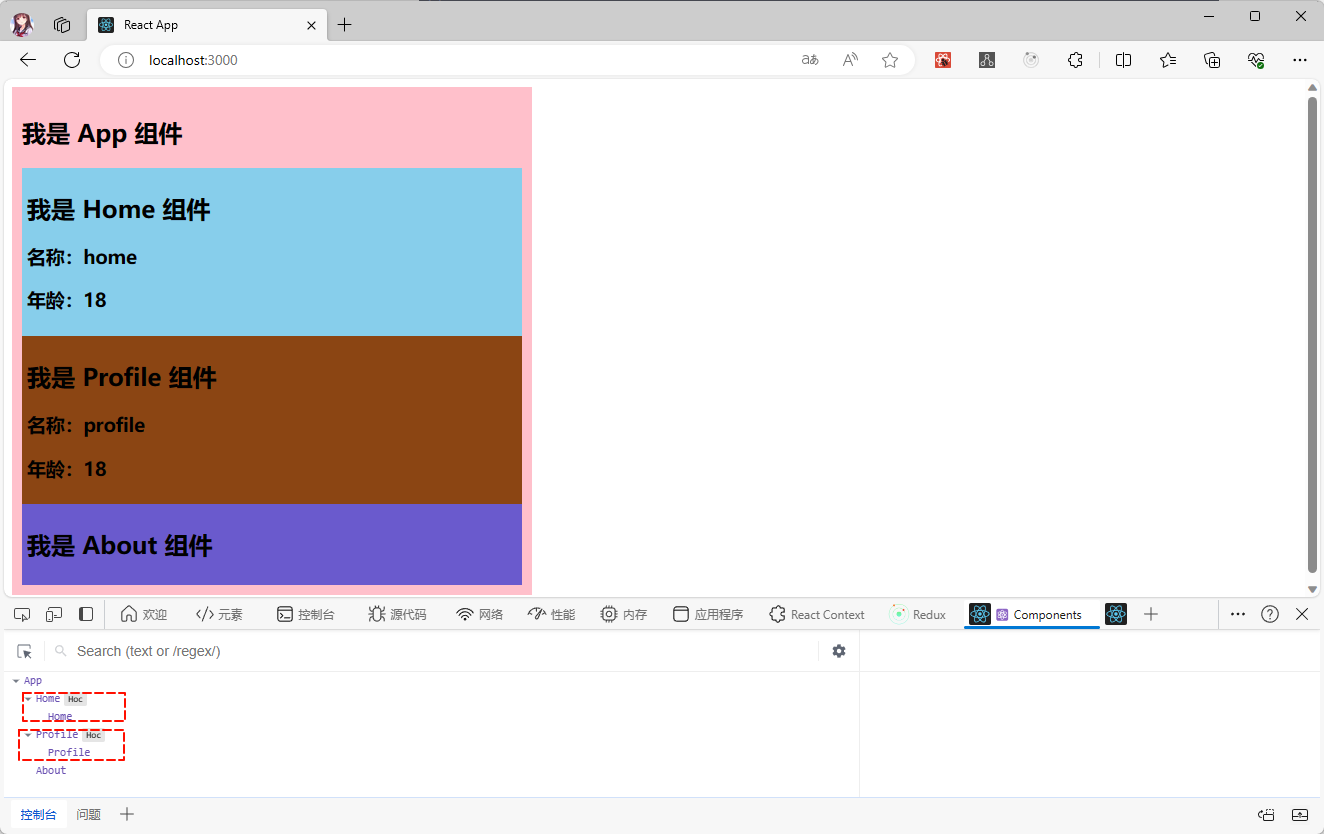 React App
localhost:3000
aあ
我是 App 组件
我是 Home 组件
名称：home
年龄：18
我是 Profile 组件
名称：profile
年龄：18
我是 About 组件
欢迎 元素 控制台 源代码 网络 性能 内存 应用程序 React Context Redux Components
Search (text or /regex/)
App
Home Hoc
Home
Profile Hoc
Profile
About
控制台 问题